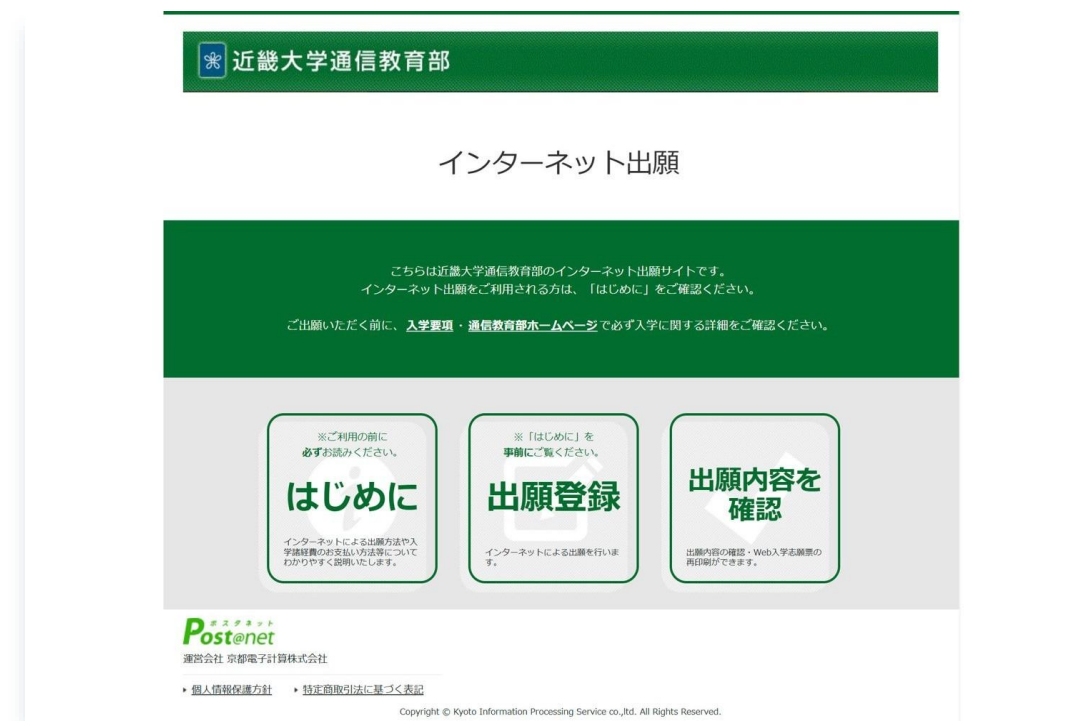 近畿大学通信教育部
インターネット出願
こちらは近畿大学通信教育部のインターネット出願サイトです。
インターネット出願をご利用される方は、「はじめに」をご確認ください。
ご出願いただく前に、入学要項・通信教育部ホームページで必ず入学に関する詳細をご確認ください。
※ご利用の前に
必ずお読みください。
はじめに
インターネットによる出願方法や入
学諸経費のお支払い方法等について
わかりやすく説明いたします。
※「はじめに」を
事前にご覧ください。
出願登録
インターネットによる出願を行いま
す。
出願内容を
確認
出願内容の確認・Web入学志願票の
再印刷ができます。
ポスタネット
Post@net
運営会社 京都電子計算株式会社
個人情報保護方針 特定商取引法に基づく表記
Copyright © Kyoto Information Processing Service co.,ltd. All Rights Reserved.